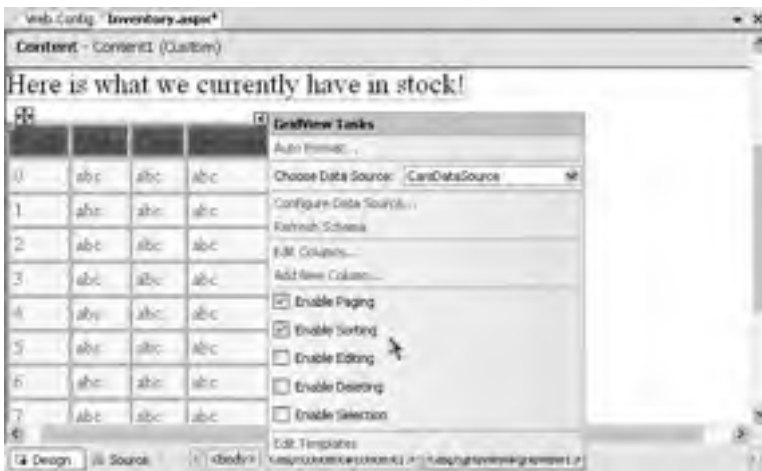 Web.Config Inventory.aspx*
Content - Content1 (Custom)
Here is what we currently have in stock!
GridView Tasks
Auto Format...
Choose Data Source: CarsDataSource
Configure Data Source...
Refresh Schema
Edit Columns...
Add New Column...
0 abc abc abc
1 abc abc abc
2 abc abc abc
3 abc abc abc
4 abc abc abc
5 abc abc abc
6 abc abc abc
7 abc abc abc
Enable Paging
Enable Sorting
Enable Editing
Enable Deleting
Enable Selection
Edit Templates
Design Source <body>